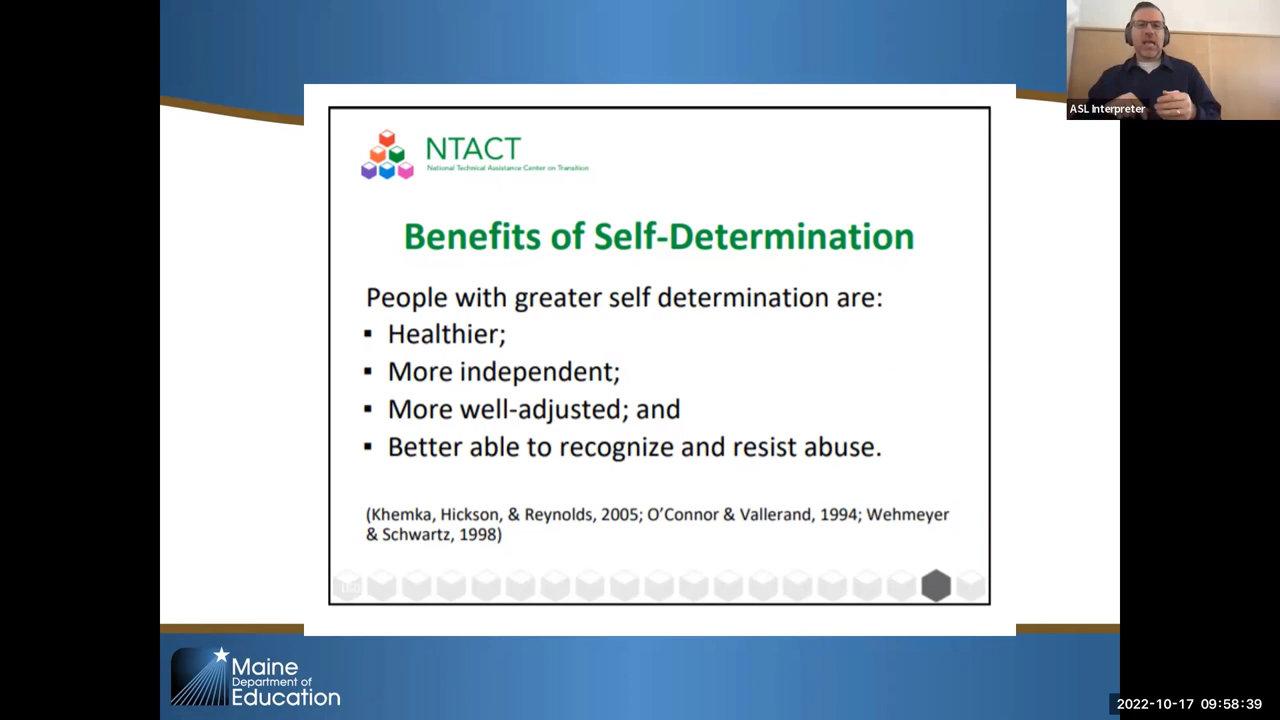 ASL Interpreter
NTACT
National Technical Assistance Center on Transition
Benefits of Self-Determination
People with greater self determination are:
▪ Healthier;
▪ More independent;
▪ More well-adjusted; and
▪ Better able to recognize and resist abuse.
(Khemka, Hickson, & Reynolds, 2005; O’Connor & Vallerand, 1994; Wehmeyer
& Schwartz, 1998)
Maine
Department of
Education
2022-10-17 09:58:39